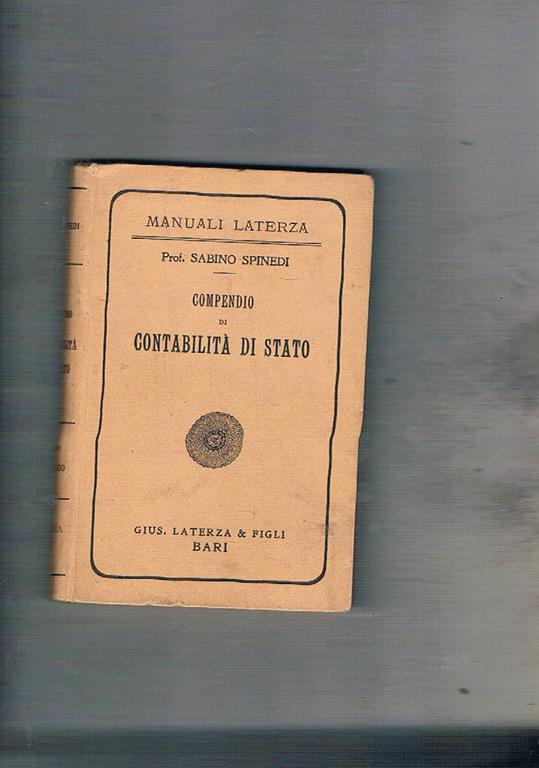 MANUALI LATERZA
Prof. SABINO SPINEDI
COMPENDIO
DI
CONTABILITÀ DI STATO
GIUS. LATERZA & FIGLI
BARI